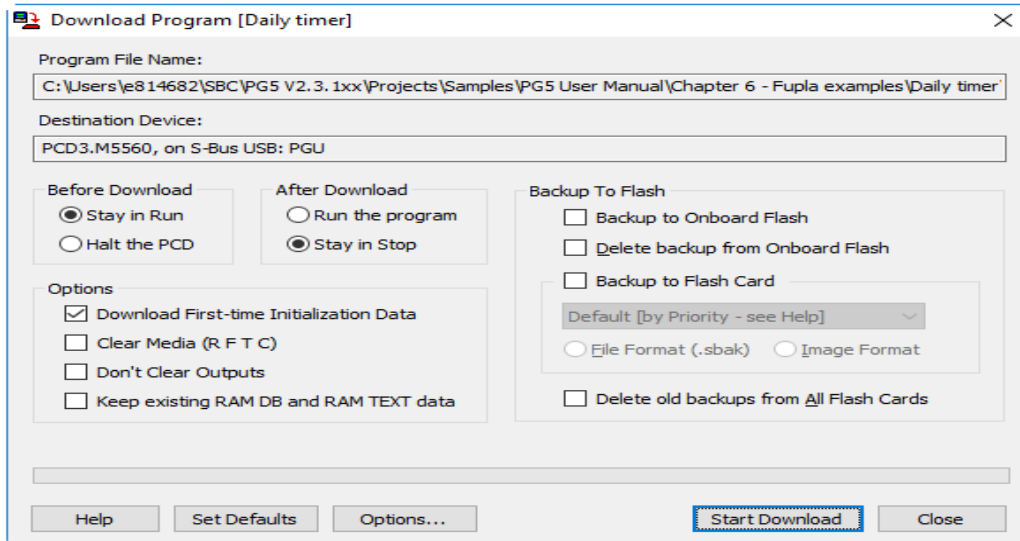 Download Program [Daily timer]
Program File Name:
C:\Users\e814682\SBC\PG5 V2.3.1xx\Projects\Samples\PG5 User Manual\Chapter 6 - Fupla examples\Daily timer
Destination Device:
PCD3.M5560, on S-Bus USB: PGU
Before Download
Stay in Run
Halt the PCD
After Download
Run the program
Stay in Stop
Options
Download First-time Initialization Data
Clear Media (R F T C)
Don't Clear Outputs
Keep existing RAM DB and RAM TEXT data
Backup To Flash
Backup to Onboard Flash
Delete backup from Onboard Flash
Backup to Flash Card
Default [by Priority - see Help]
File Format (.sbak)
Image Format
Delete old backups from All Flash Cards
Help
Set Defaults
Options...
Start Download
Close